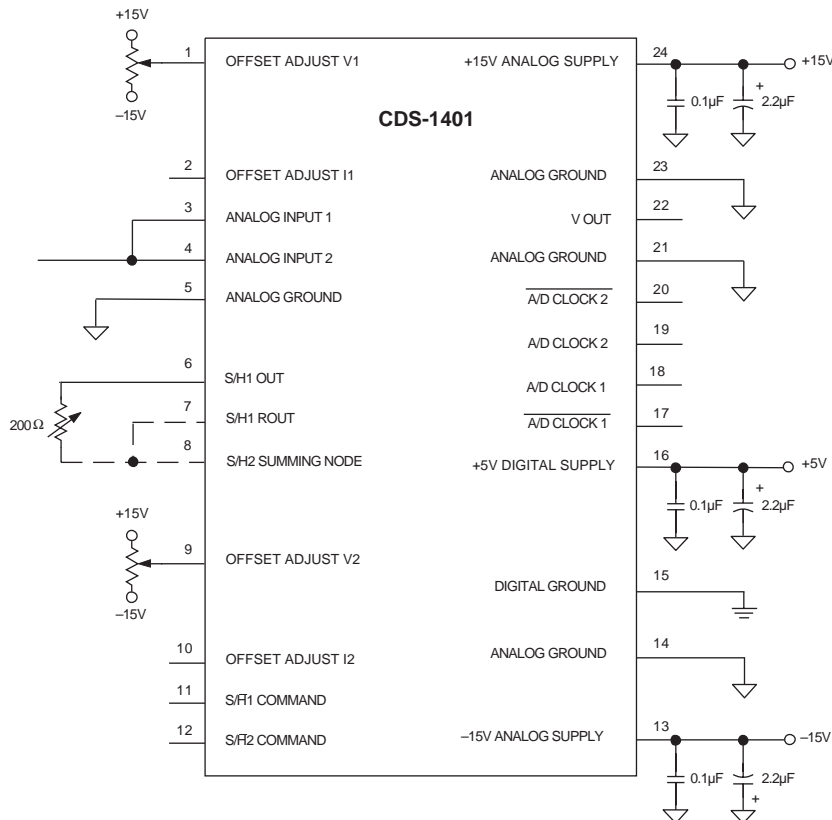 CDS-1401
+15V
1
OFFSET ADJUST V1
–15V
2
OFFSET ADJUST I1
3
ANALOG INPUT 1
4
ANALOG INPUT 2
5
ANALOG GROUND
6
S/H1 OUT
200Ω
7
S/H1 ROUT
8
S/H2 SUMMING NODE
+15V
9
OFFSET ADJUST V2
–15V
10
OFFSET ADJUST I2
11
S/H̅1 COMMAND
12
S/H̅2 COMMAND
24
+15V ANALOG SUPPLY
+15V
0.1µF
+
2.2µF
23
ANALOG GROUND
22
V OUT
21
ANALOG GROUND
20
A/D CLOCK 2
19
A/D CLOCK 2
18
A/D CLOCK 1
17
A/D CLOCK 1
16
+5V DIGITAL SUPPLY
+5V
0.1µF
+
2.2µF
15
DIGITAL GROUND
14
ANALOG GROUND
13
–15V ANALOG SUPPLY
–15V
0.1µF
2.2µF
+